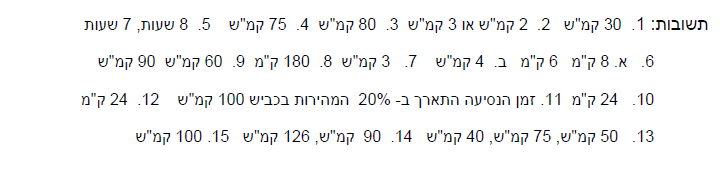 תשובות: 1. 30 קמ"ש 2. 2 קמ"ש או 3 קמ"ש 3. 80 קמ"ש 4. 75 קמ"ש 5. 8 שעות, 7 שעות
6. א. 8 ק"מ 6 ק"מ ב. 4 קמ"ש 7. 3 קמ"ש 8. 180 ק"מ 9. 60 קמ"ש 90 קמ"ש
10. 24 ק"מ 11. זמן הנסיעה התארך ב- 20% המהירות בכביש 100 קמ"ש 12. 24 ק"מ
13. 50 קמ"ש, 75 קמ"ש, 40 קמ"ש 14. 90 קמ"ש, 126 קמ"ש 15. 100 קמ"ש